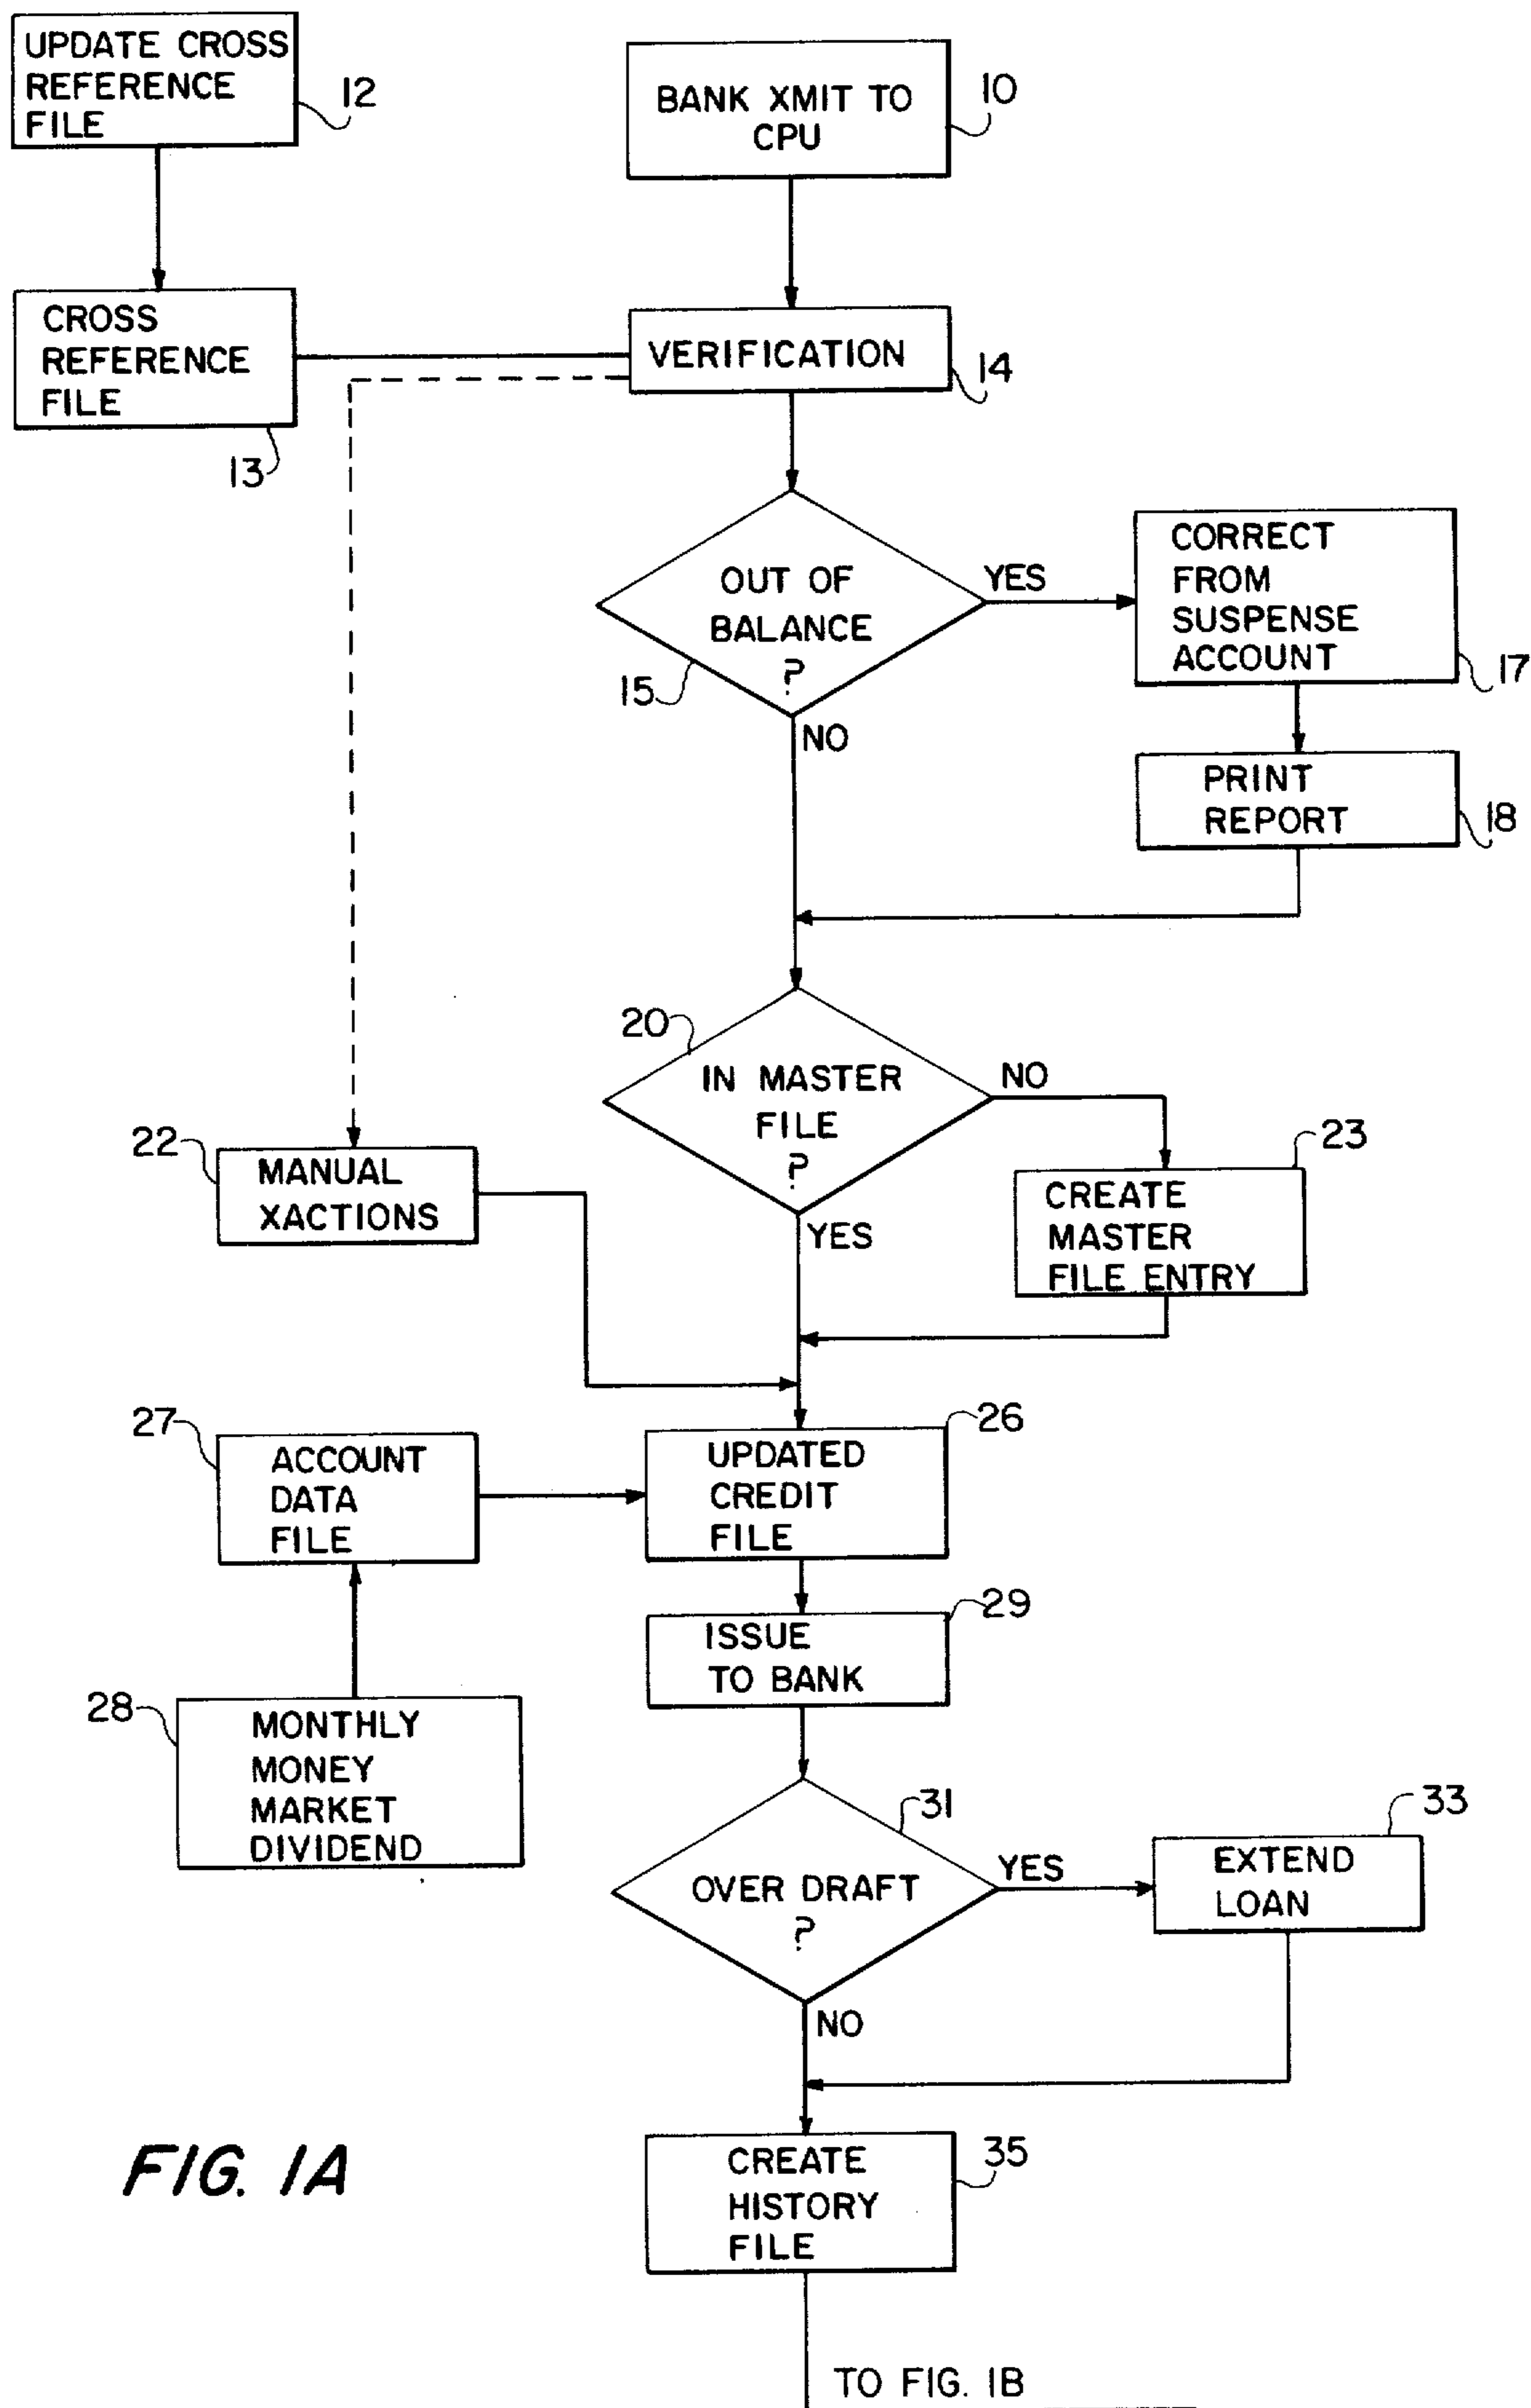 UPDATE CROSS
REFERENCE
FILE
12
BANK XMIT TO
CPU
10
CROSS
REFERENCE
FILE
13
VERIFICATION
14
OUT OF
BALANCE
?
15
YES
NO
CORRECT
FROM
SUSPENSE
ACCOUNT
17
PRINT
REPORT
18
20
IN MASTER
FILE
?
NO
YES
22
MANUAL
XACTIONS
23
CREATE
MASTER
FILE ENTRY
27
ACCOUNT
DATA
FILE
26
UPDATED
CREDIT
FILE
29
ISSUE
TO BANK
28
MONTHLY
MONEY
MARKET
DIVIDEND
31
OVER DRAFT
?
YES
NO
33
EXTEND
LOAN
35
CREATE
HISTORY
FILE
FIG. 1A
TO FIG. 1B